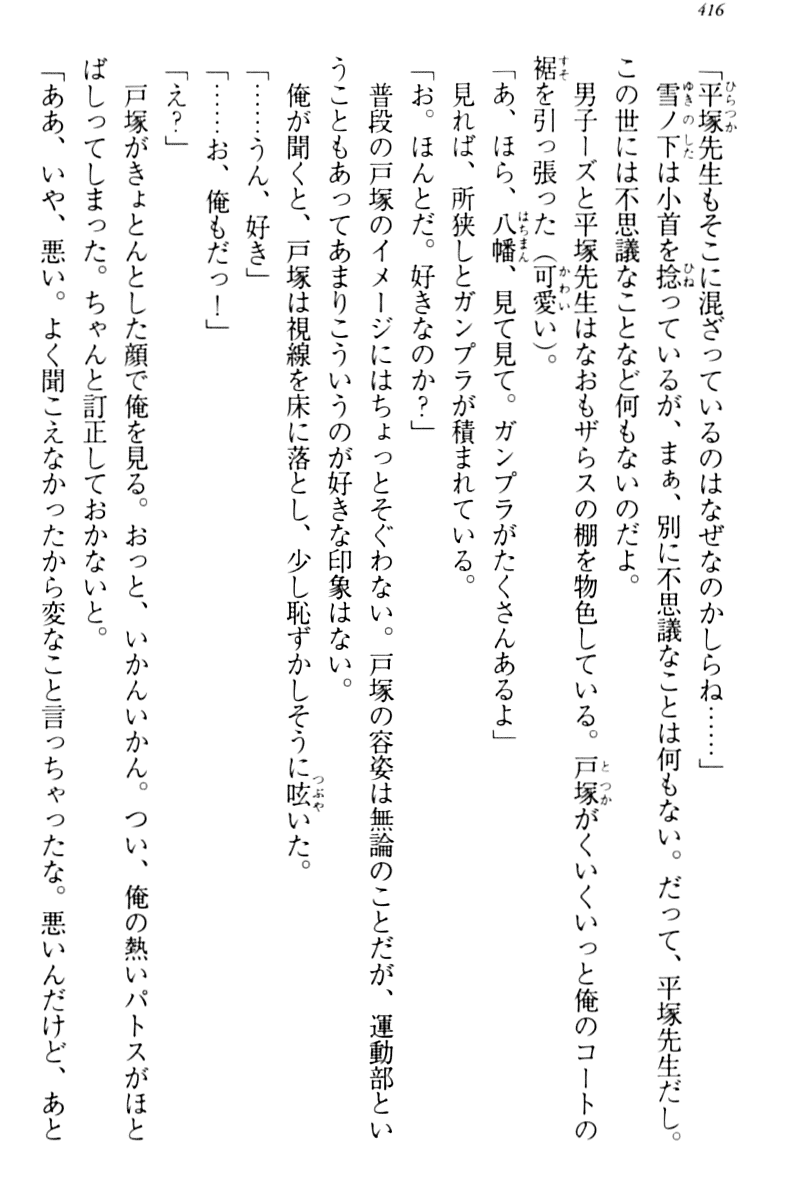 416
「平塚先生もそこに混ざっているのはなぜなのかしらね……」
雪ノ下は小首を捻っているが、まぁ、別に不思議なことは何もない。だって、平塚先生だし。
この世には不思議なことなど何もないのだよ。
男子ーズと平塚先生はなおもザらスの棚を物色している。戸塚がくいくいっと俺のコートの
裾を引っ張った（可愛い）。
「あ、ほら、八幡、見て見て。ガンプラがたくさんあるよ」
見れば、所狭しとガンプラが積まれている。
「お。ほんとだ。好きなのか？」
普段の戸塚のイメージにはちょっとそぐわない。戸塚の容姿は無論のことだが、運動部とい
うこともあってあまりこういうのが好きな印象はない。
俺が聞くと、戸塚は視線を床に落とし、少し恥ずかしそうに呟いた。
「……うん、好き」
「……お、俺もだっ！」
「え？」
戸塚がきょとんとした顔で俺を見る。おっと、いかんいかん。つい、俺の熱いパトスがほと
ばしってしまった。ちゃんと訂正しておかないと。
「ああ、いや、悪い。よく聞こえなかったから変なこと言っちゃったな。悪いんだけど、あと